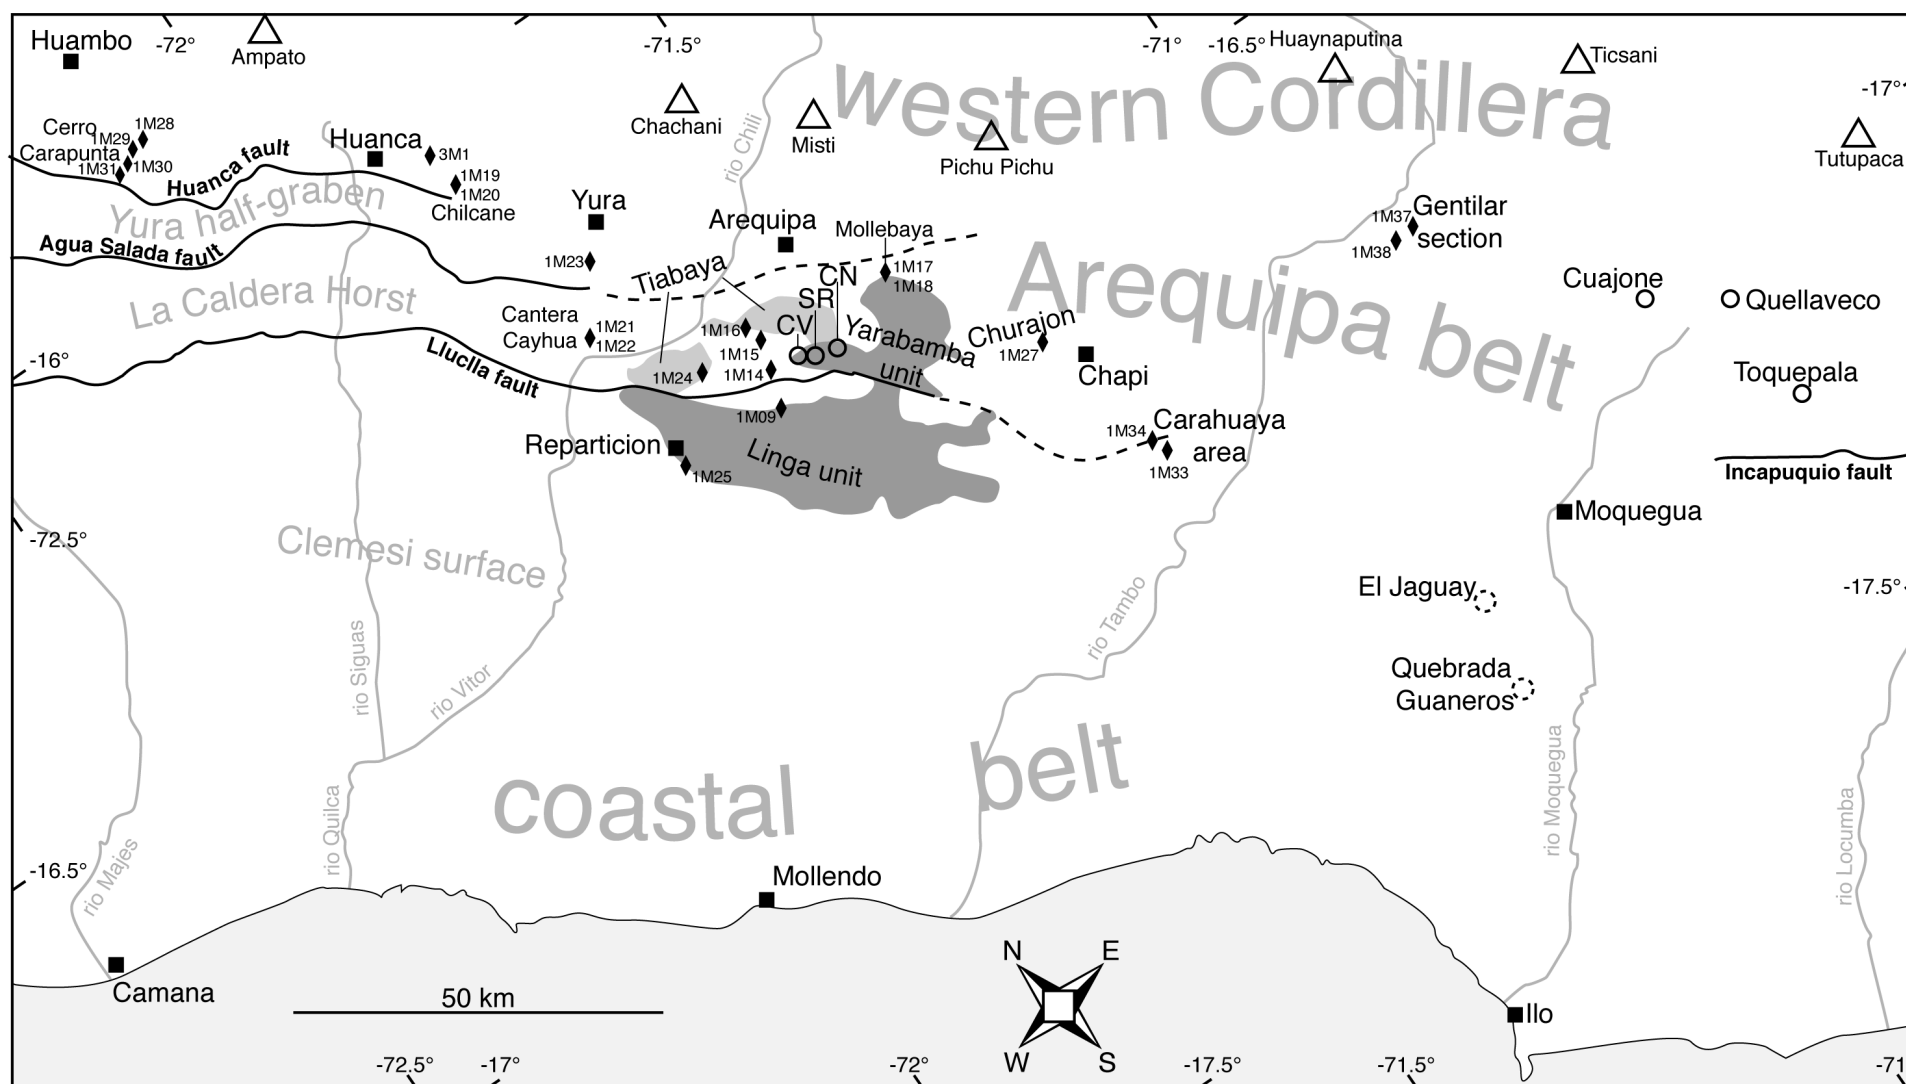 Huambo
-72°
Ampato
-71.5°
-71°
-16.5°
Huaynaputina
Ticsani
-17°
western Cordillera
Chachani
Misti
Pichu Pichu
Tutupaca
rio Chili
Cerro
Carapunta
1M28
1M29
1M30
1M31
Huanca fault
Huanca
3M1
1M19
1M20
Chilcane
Yura half-graben
Agua Salada fault
La Caldera Horst
Yura
1M23
Arequipa
Mollebaya
1M17
1M18
Tiabaya
CN
SR
CV
Gentilar
section
1M37
1M38
Arequipa belt
Cuajone
Quellaveco
Toquepala
Cantera
Cayhua
1M21
1M22
1M16
1M15
1M14
1M24
Yarabamba
unit
Churajon
1M27
Chapi
-16°
Lluclla fault
1M09
Linga unit
Reparticion
1M25
1M34
Carahuaya
area
1M33
Incapuquio fault
Moquegua
-72.5°
Clemesi surface
-17.5°
El Jaguay
Quebrada
Guaneros
rio Siguas
rio Vitor
rio Tambo
rio Moquegua
rio Locumba
rio Quilca
rio Majes
coastal
belt
-16.5°
Mollendo
Camana
50 km
N
E
W
S
Ilo
-72.5°
-17°
-72°
-17.5°
-71.5°
-71